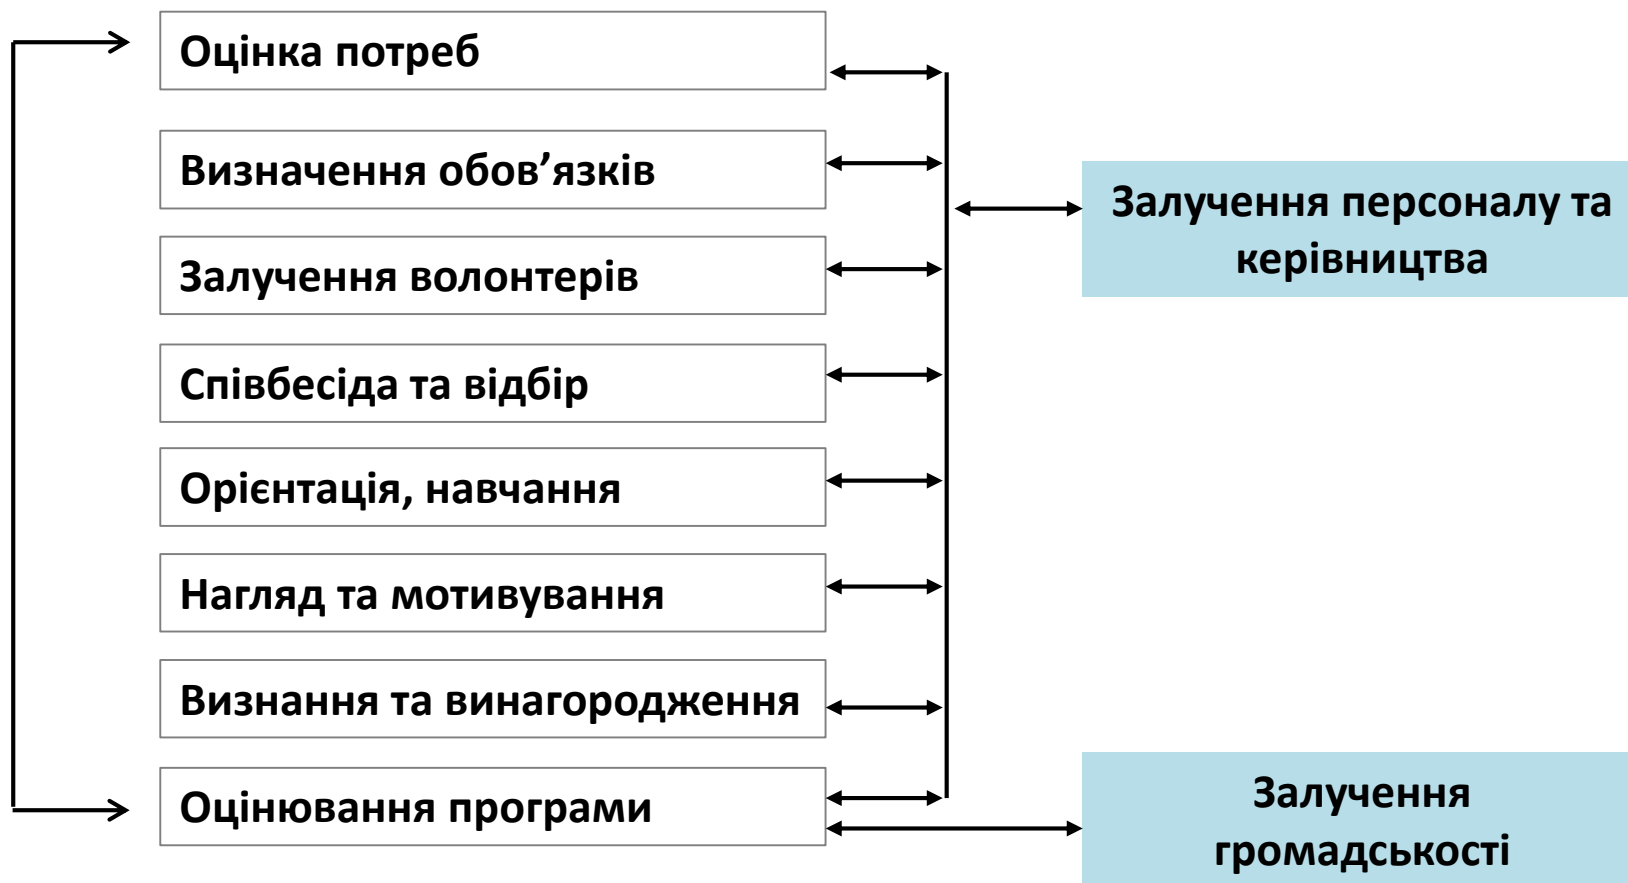 Оцінка потреб
Визначення обов’язків
Залучення персоналу та
керівництва
Залучення волонтерів
Співбесіда та відбір
Орієнтація, навчання
Нагляд та мотивування
Визнання та винагородження
Оцінювання програми
Залучення
громадськості